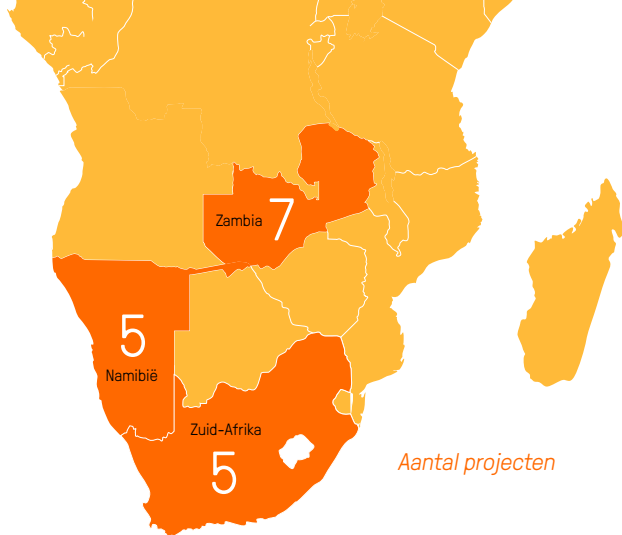 Zambia 7
5
Namibië
Zuid-Afrika
5
Aantal projecten